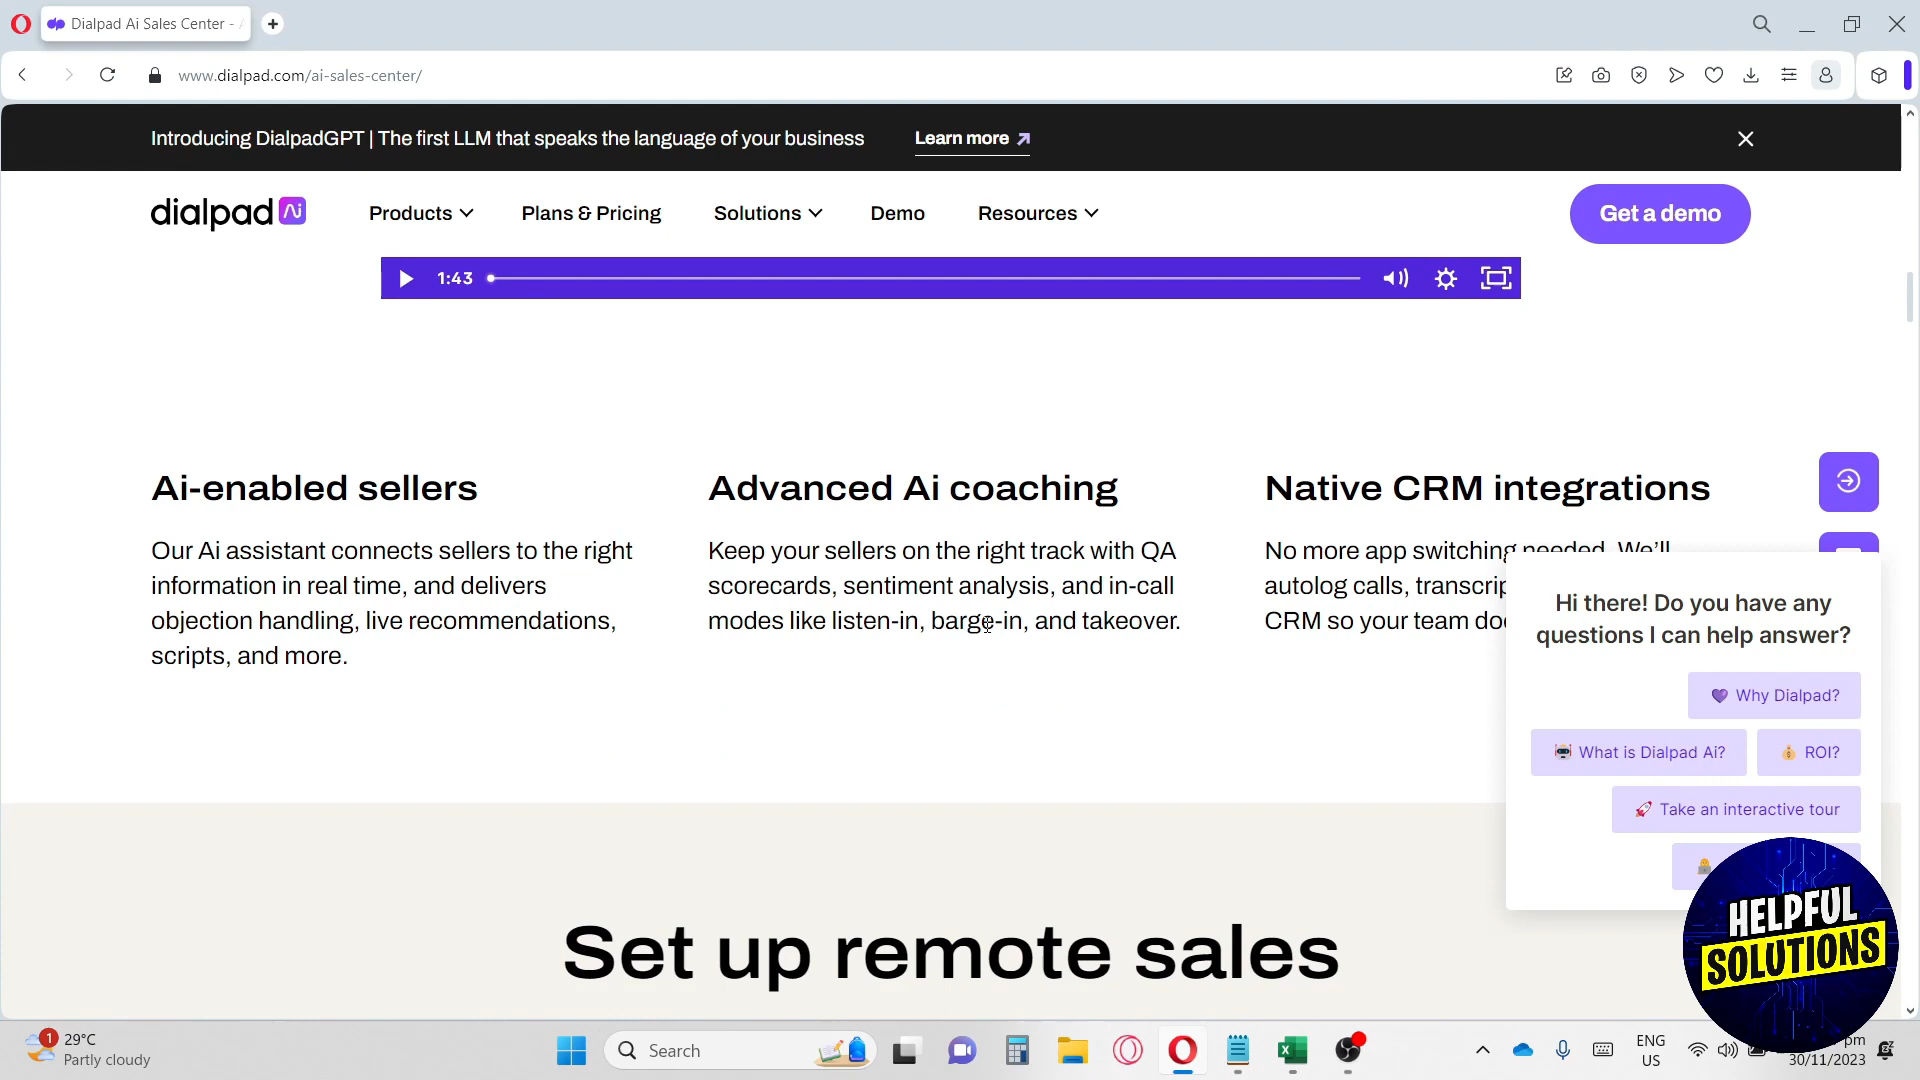 Dialpad Ai Sales Center -
www.dialpad.com/ai-sales-center/
Introducing DialpadGPT | The first LLM that speaks the language of your business
Learn more
dialpad Ai
Products
Plans & Pricing
Solutions
Demo
Resources
Get a demo
1:43
Ai-enabled sellers
Our Ai assistant connects sellers to the right
information in real time, and delivers
objection handling, live recommendations,
scripts, and more.
Advanced Ai coaching
Keep your sellers on the right track with QA
scorecards, sentiment analysis, and in-call
modes like listen-in, barge-in, and takeover.
Native CRM integrations
No more app switching needed. We'll
autolog calls,
CRM so your team
Hi there! Do you have any
questions I can help answer?
Why Dialpad?
What is Dialpad Ai?
ROI?
Take an interactive tour
Set up remote sales
HELPFUL
SOLUTIONS
1
29°C
Partly cloudy
Search
ENG
US
pm
30/11/2023